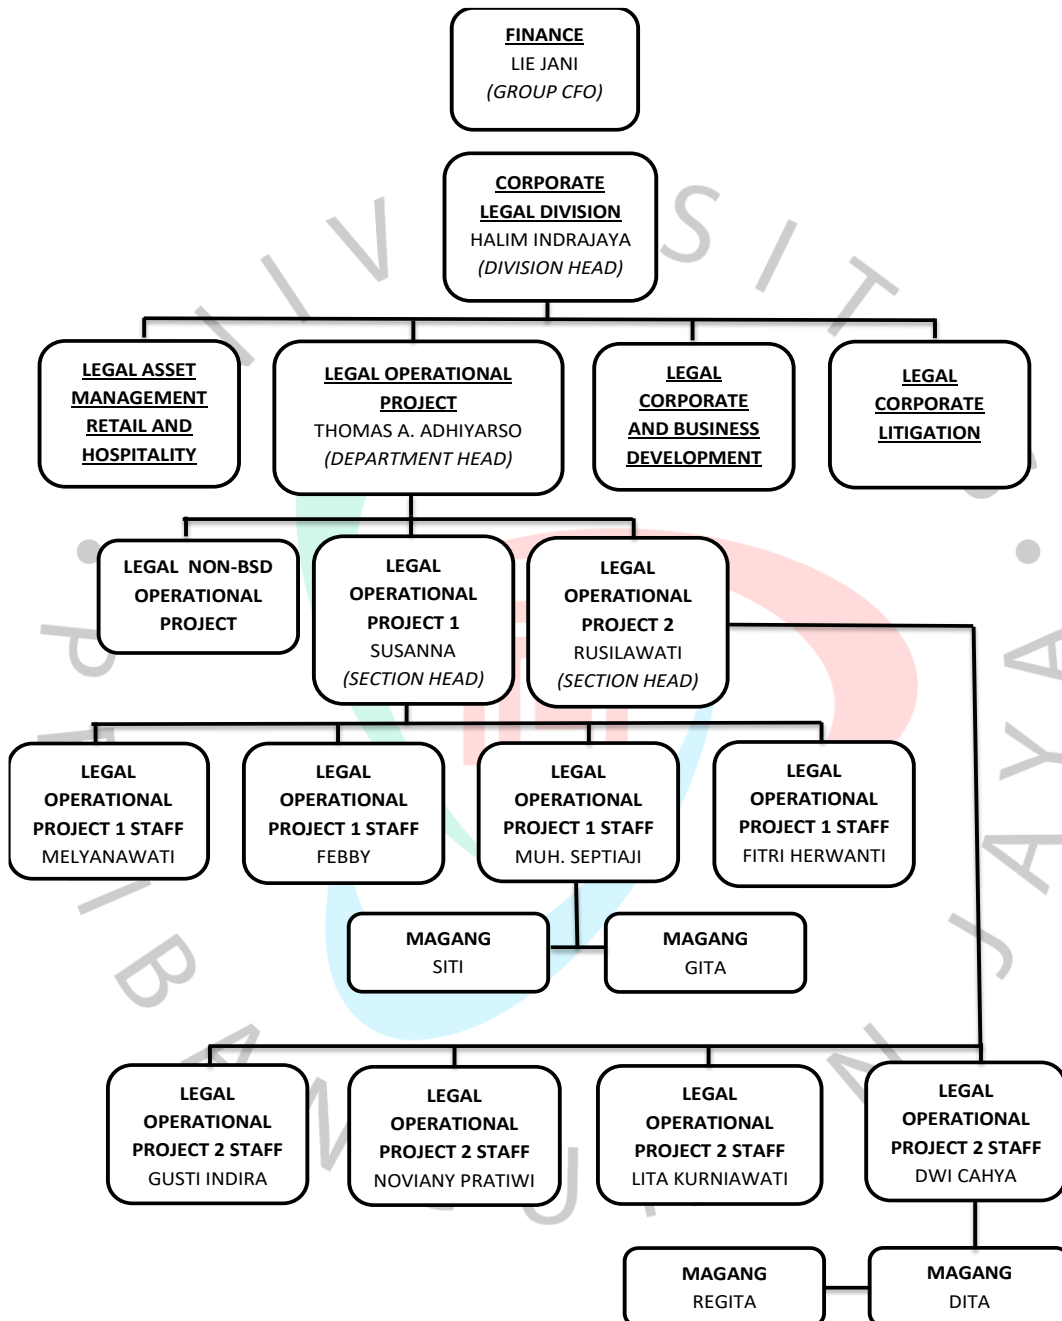 FINANCE
LIE JANI
(GROUP CFO)
CORPORATE
LEGAL DIVISION
HALIM INDRAJAYA
(DIVISION HEAD)
LEGAL ASSET
MANAGEMENT
RETAIL AND
HOSPITALITY
LEGAL OPERATIONAL
PROJECT
THOMAS A. ADHIYARSO
(DEPARTMENT HEAD)
LEGAL
CORPORATE
AND BUSINESS
DEVELOPMENT
LEGAL
CORPORATE
LITIGATION
LEGAL NON-BSD
OPERATIONAL
PROJECT
LEGAL
OPERATIONAL
PROJECT 1
SUSANNA
(SECTION HEAD)
LEGAL
OPERATIONAL
PROJECT 2
RUSILAWATI
(SECTION HEAD)
LEGAL
OPERATIONAL
PROJECT 1 STAFF
MELYANAWATI
LEGAL
OPERATIONAL
PROJECT 1 STAFF
FEBBY
LEGAL
OPERATIONAL
PROJECT 1 STAFF
MUH. SEPTIAJI
LEGAL
OPERATIONAL
PROJECT 1 STAFF
FITRI HERWANTI
MAGANG
SITI
MAGANG
GITA
LEGAL
OPERATIONAL
PROJECT 2 STAFF
GUSTI INDIRA
LEGAL
OPERATIONAL
PROJECT 2 STAFF
NOVIANY PRATIWI
LEGAL
OPERATIONAL
PROJECT 2 STAFF
LITA KURNIAWATI
LEGAL
OPERATIONAL
PROJECT 2 STAFF
DWI CAHYA
MAGANG
REGITA
MAGANG
DITA